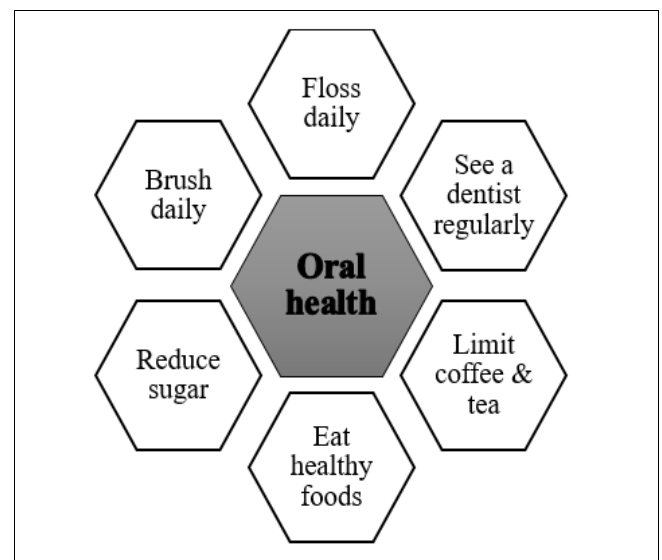 Floss
daily
See a
dentist
regularly
Brush
daily
Oral
health
Reduce
sugar
Limit
coffee &
tea
Eat
healthy
foods